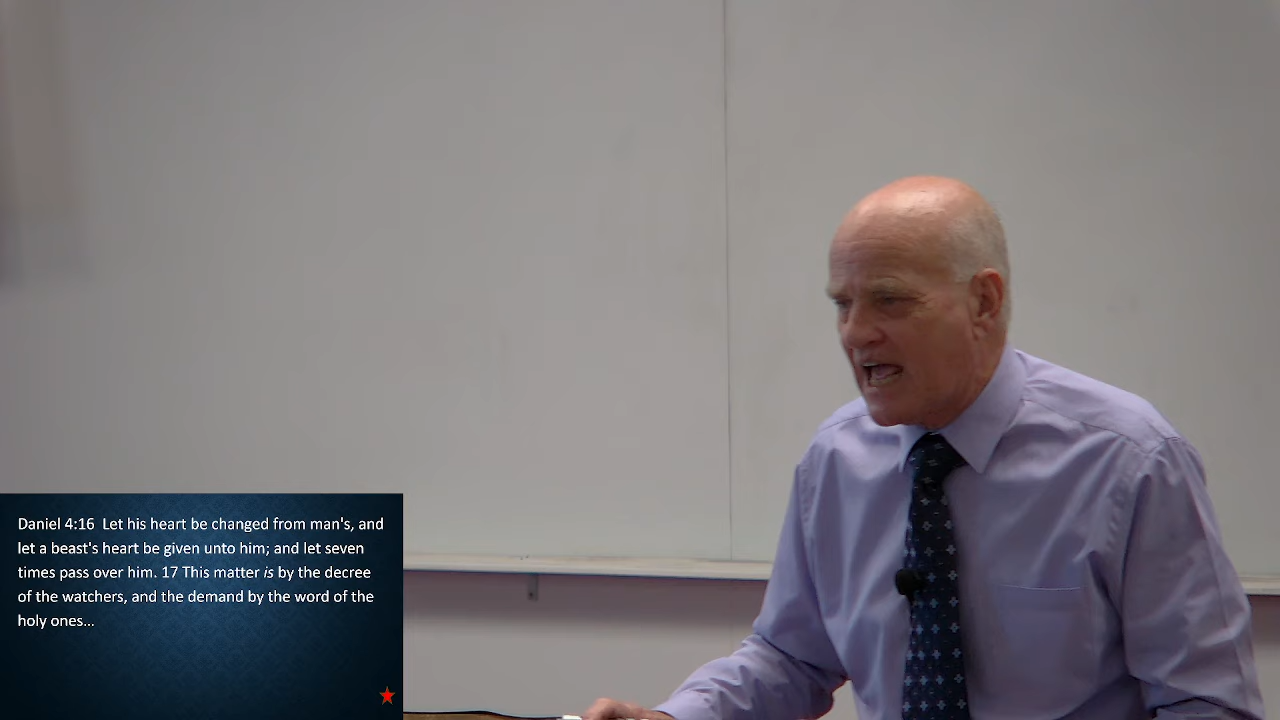 Daniel 4:16  Let his heart be changed from man's, and
let a beast's heart be given unto him; and let seven
times pass over him. 17 This matter is by the decree
of the watchers, and the demand by the word of the
holy ones...